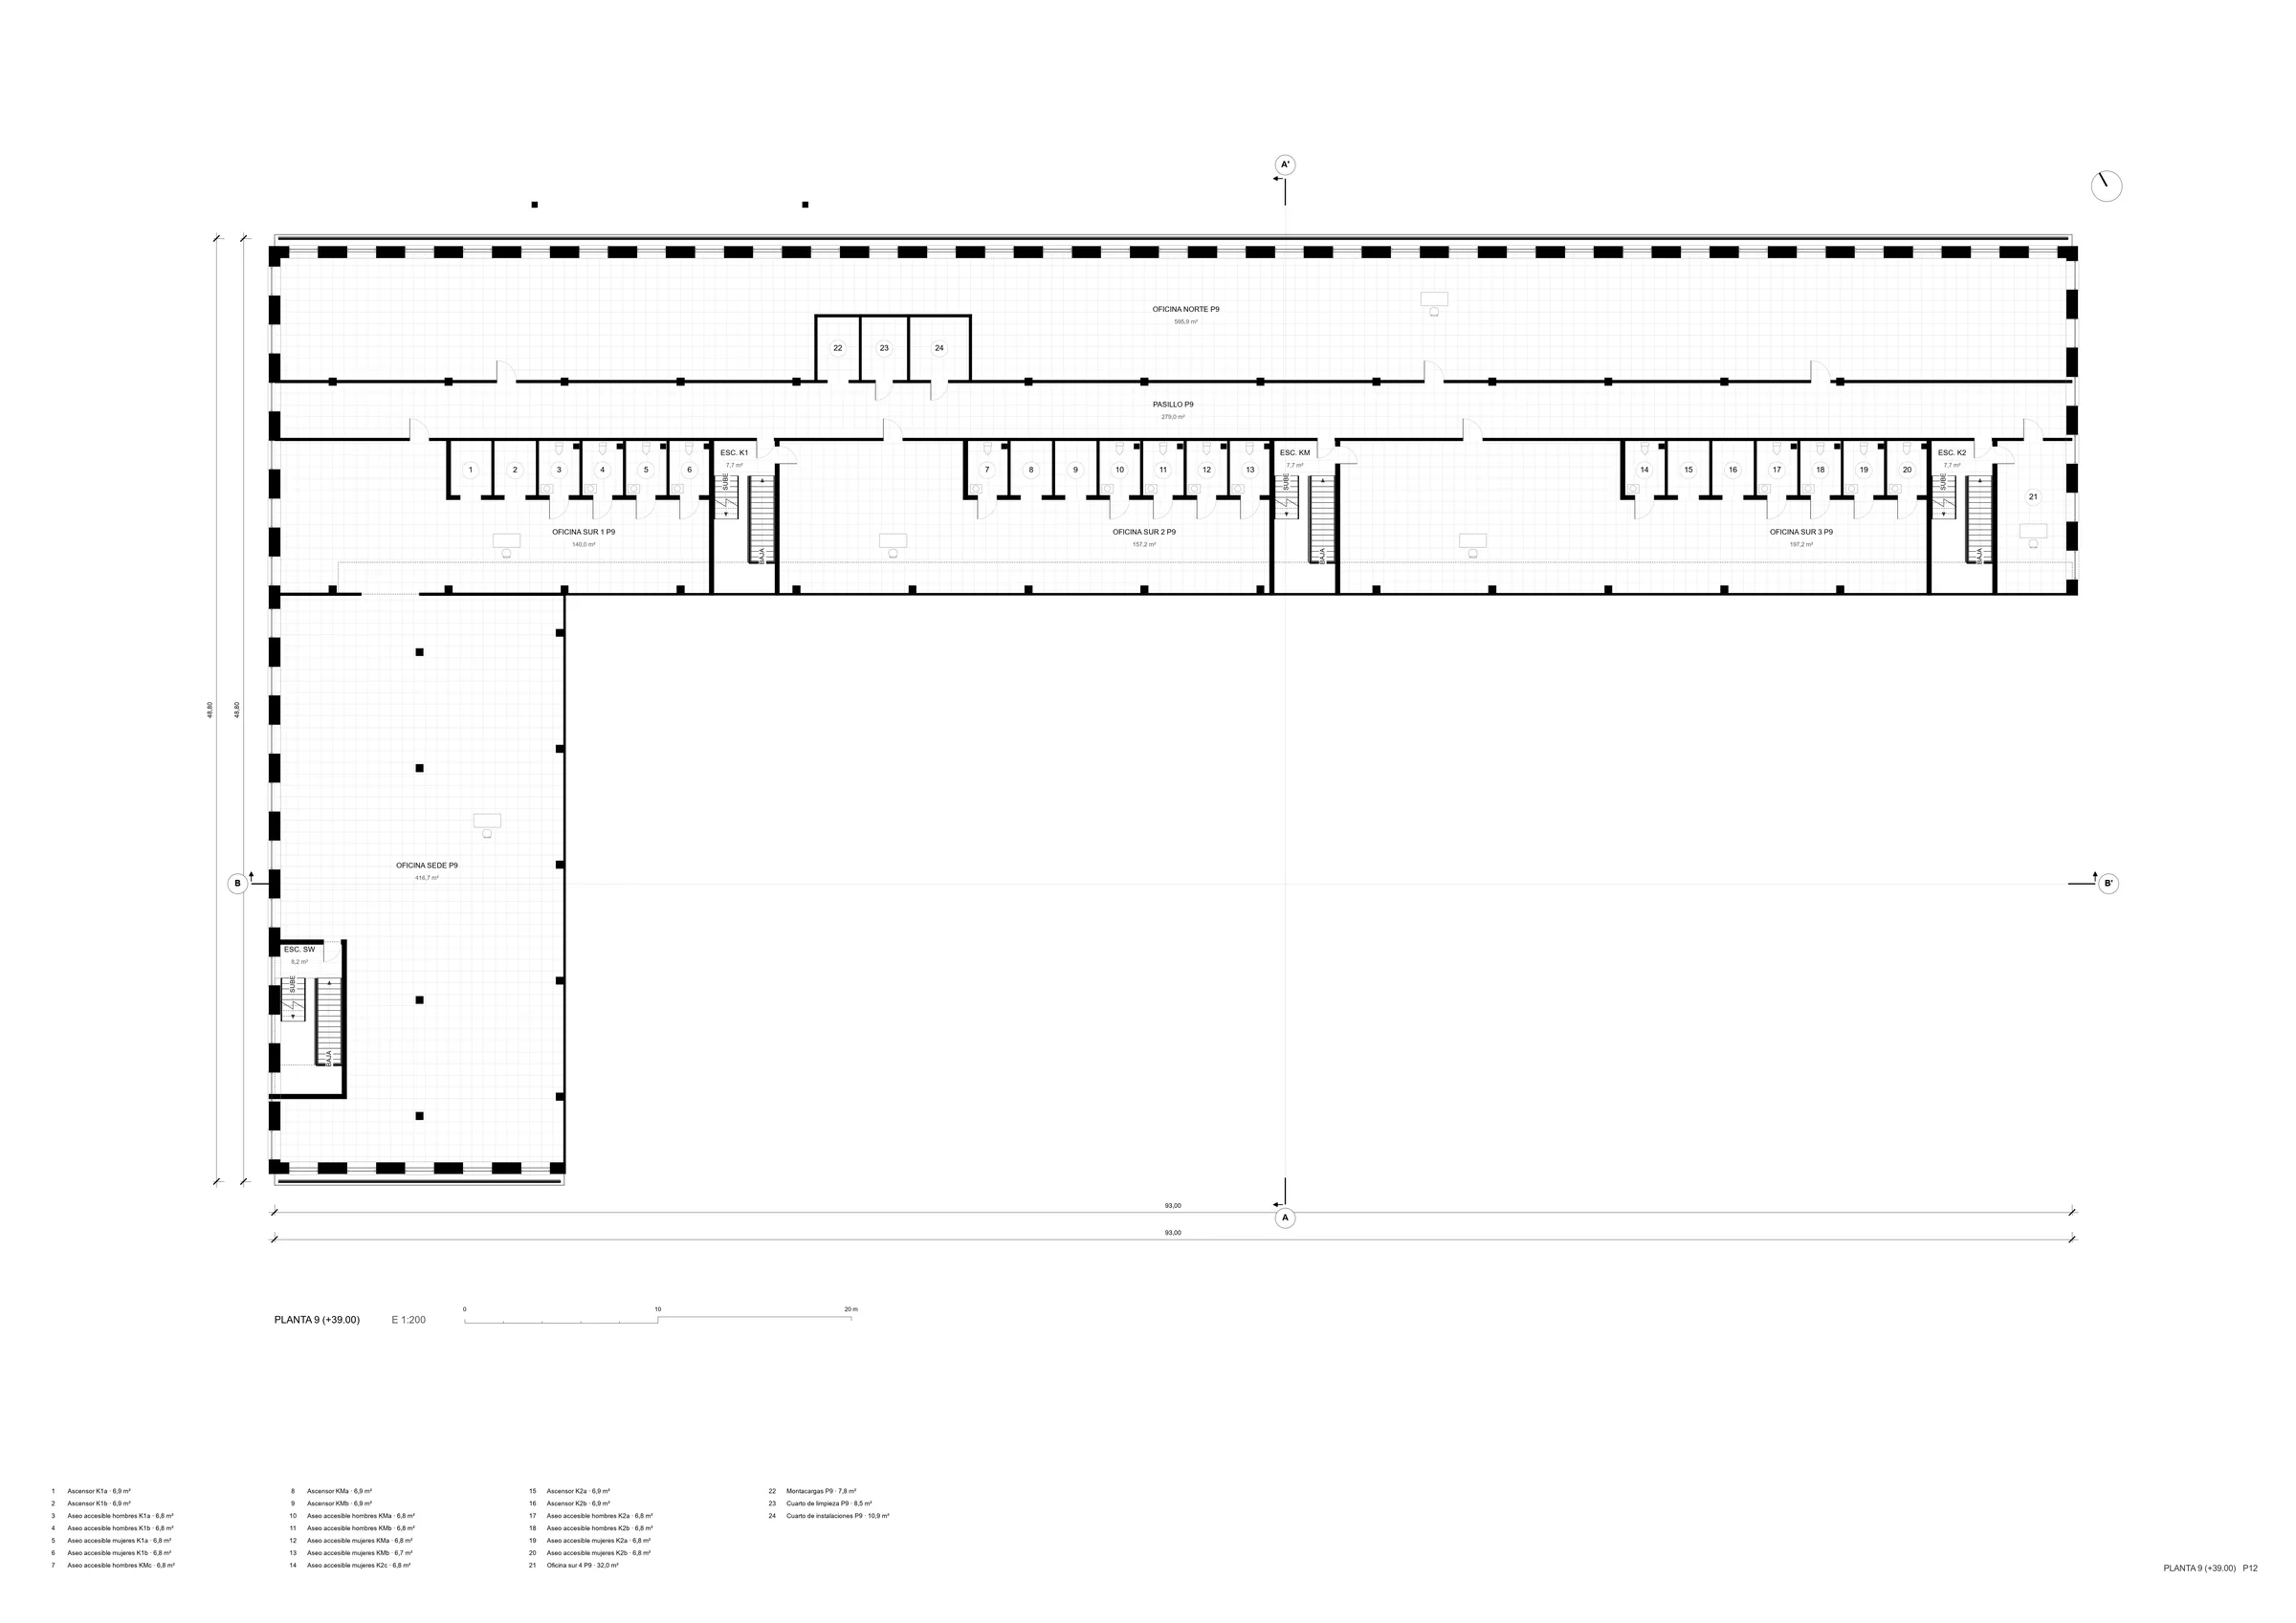 A'
OFICINA NORTE P9
595,9 m²
22
23
24
PASILLO P9
279,0 m²
1
2
3
4
5
6
ESC. K1
7,7 m²
SUBE
BAJA
7
8
9
10
11
12
13
ESC. KM
7,7 m²
SUBE
BAJA
14
15
16
17
18
19
20
ESC. K2
7,7 m²
SUBE
BAJA
21
OFICINA SUR 1 P9
140,0 m²
OFICINA SUR 2 P9
157,2 m²
OFICINA SUR 3 P9
197,2 m²
48,80
48,80
OFICINA SEDE P9
416,7 m²
B
B'
ESC. SW
8,2 m²
SUBE
BAJA
93,00
A
93,00
PLANTA 9 (+39.00)
E 1:200
0
10
20 m
1 Ascensor K1a · 6,9 m²
2 Ascensor K1b · 6,9 m²
3 Aseo accesible hombres K1a · 6,8 m²
4 Aseo accesible hombres K1b · 6,8 m²
5 Aseo accesible mujeres K1a · 6,8 m²
6 Aseo accesible mujeres K1b · 6,8 m²
7 Aseo accesible hombres KMc · 6,8 m²
8 Ascensor KMa · 6,9 m²
9 Ascensor KMb · 6,9 m²
10 Aseo accesible hombres KMa · 6,8 m²
11 Aseo accesible hombres KMb · 6,8 m²
12 Aseo accesible mujeres KMa · 6,8 m²
13 Aseo accesible mujeres KMb · 6,7 m²
14 Aseo accesible mujeres K2c · 6,8 m²
15 Ascensor K2a · 6,9 m²
16 Ascensor K2b · 6,9 m²
17 Aseo accesible hombres K2a · 6,8 m²
18 Aseo accesible hombres K2b · 6,8 m²
19 Aseo accesible mujeres K2a · 6,8 m²
20 Aseo accesible mujeres K2b · 6,8 m²
21 Oficina sur 4 P9 · 32,0 m²
22 Montacargas P9 · 7,8 m²
23 Cuarto de limpieza P9 · 8,5 m²
24 Cuarto de instalaciones P9 · 10,9 m²
PLANTA 9 (+39.00) P12